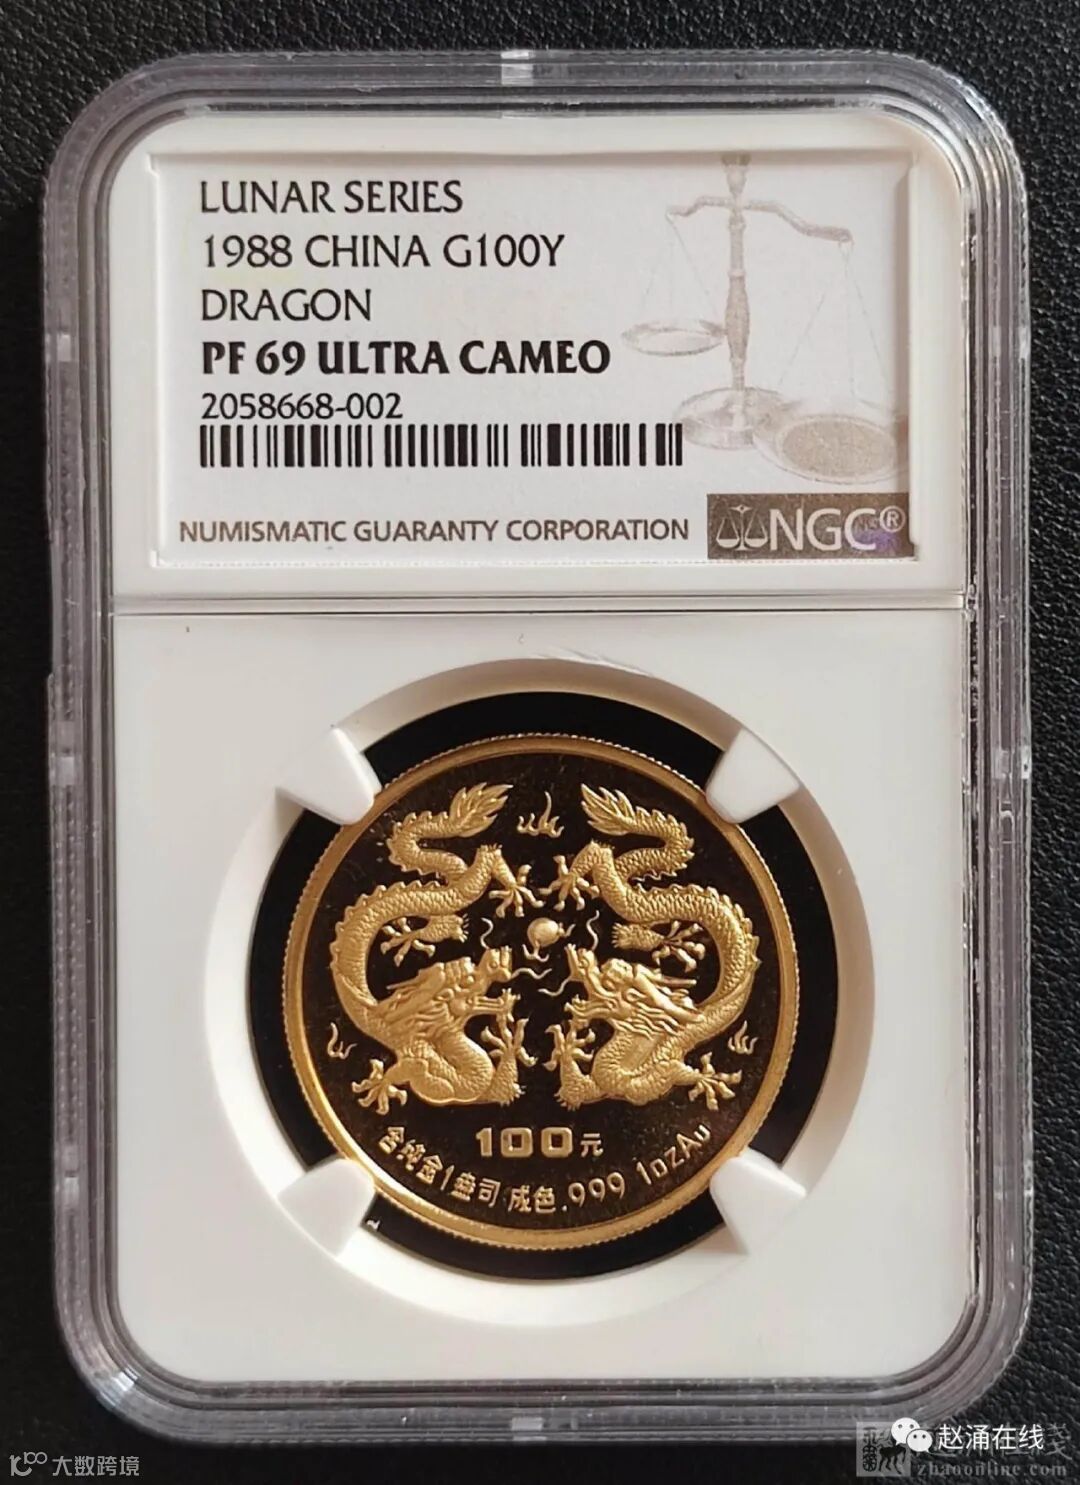 LUNAR SERIES
1988 CHINA G100Y
DRAGON
PF 69 ULTRA CAMEO
2058668-002
NUMISMATIC GUARANTY CORPORATION
NGC®
100元
含纯金1盎司 成色.999 1ozAu
大数跨境
赵涌在线
zhaoonline.com